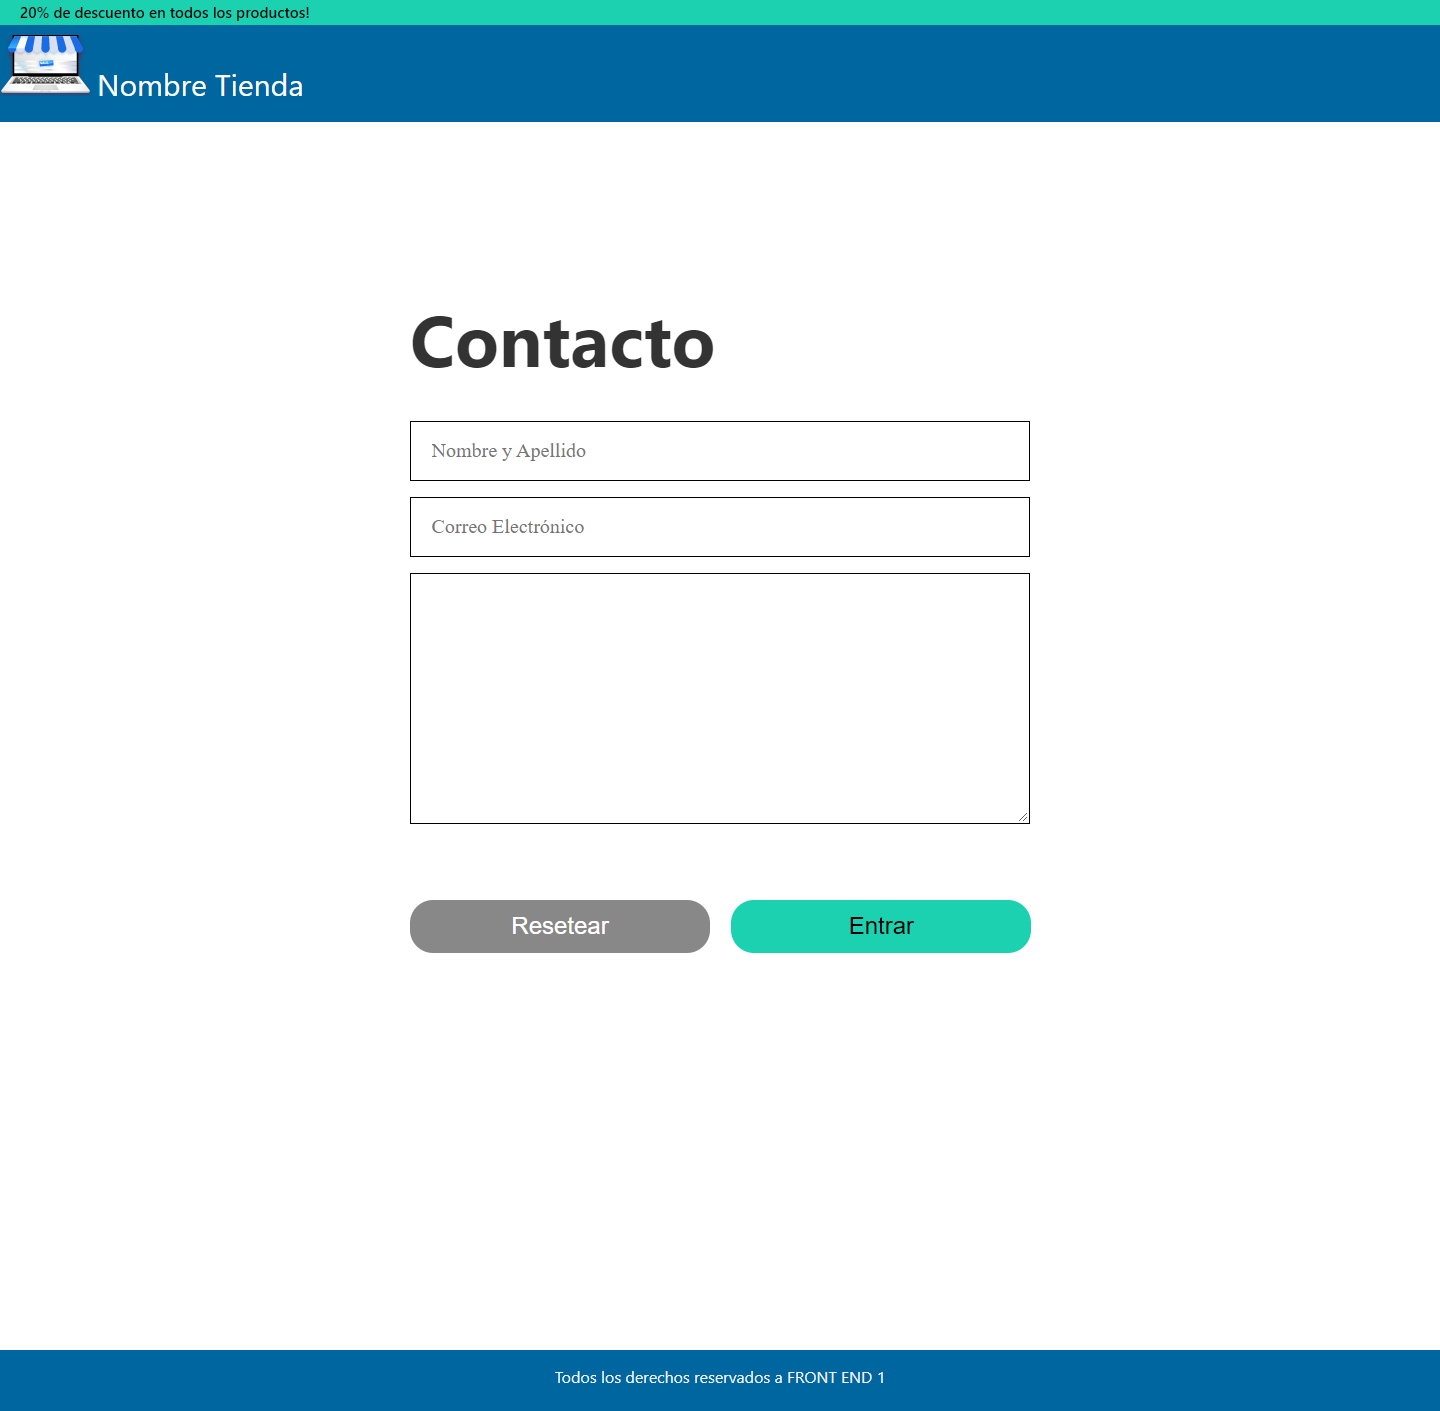 20% de descuento en todos los productos!
Nombre Tienda
Contacto
Nombre y Apellido
Correo Electrónico
Resetear
Entrar
Todos los derechos reservados a FRONT END 1